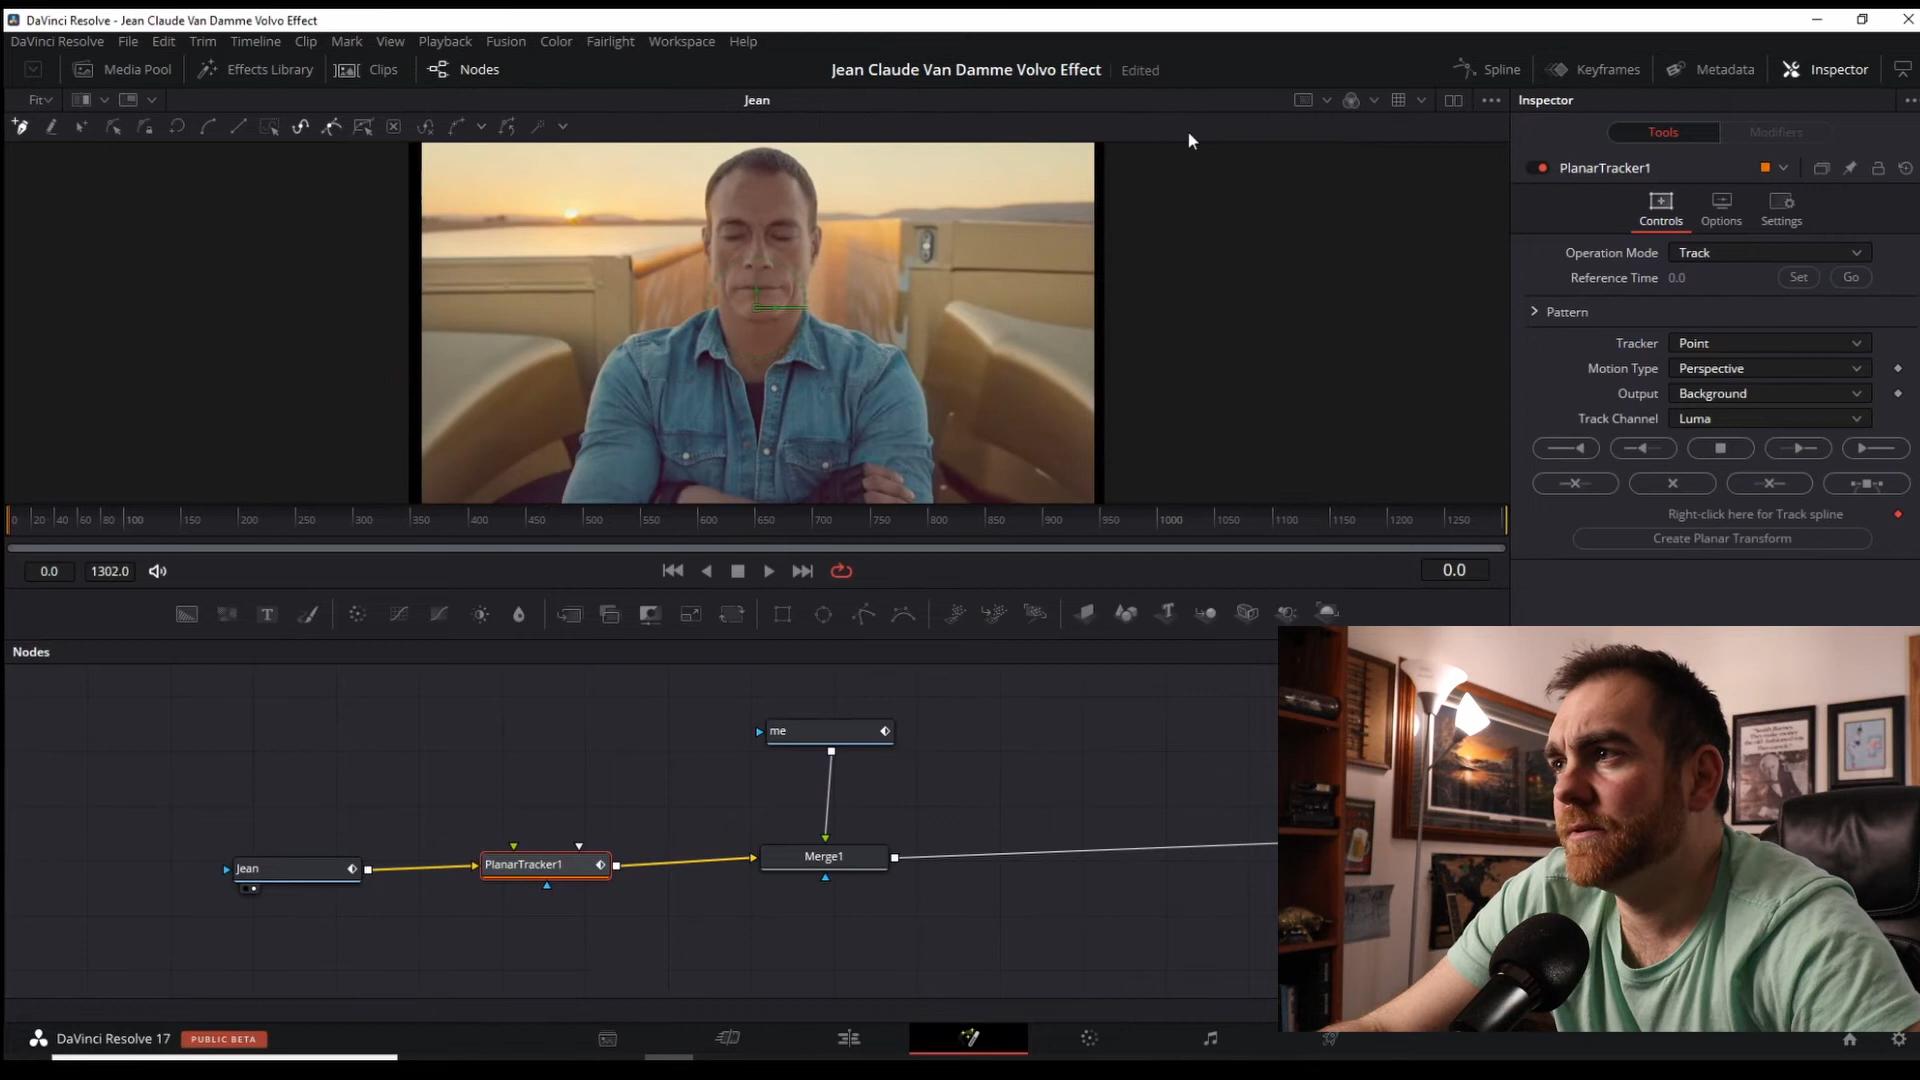 DaVinci Resolve - Jean Claude Van Damme Volvo Effect
DaVinci Resolve File Edit Trim Timeline Clip Mark View Playback Fusion Color Fairlight Workspace Help
Media Pool Effects Library Clips Nodes Jean Claude Van Damme Volvo Effect Edited Spline Keyframes Metadata Inspector
Fit Jean Inspector
Tools Modifiers
PlanarTracker1
Controls Options Settings
Operation Mode Track
Reference Time 0.0 Set Go
Pattern
Tracker Point
Motion Type Perspective
Output Background
Track Channel Luma
Right-click here for Track spline
Create Planar Transform
0 20 40 60 80 100 150 200 250 300 350 400 450 500 550 600 650 700 750 800 850 900 950 1000 1050 1100 1150 1200 1250
0.0 1302.0 0.0
Nodes
me
Jean PlanarTracker1 Merge1
DaVinci Resolve 17 PUBLIC BETA